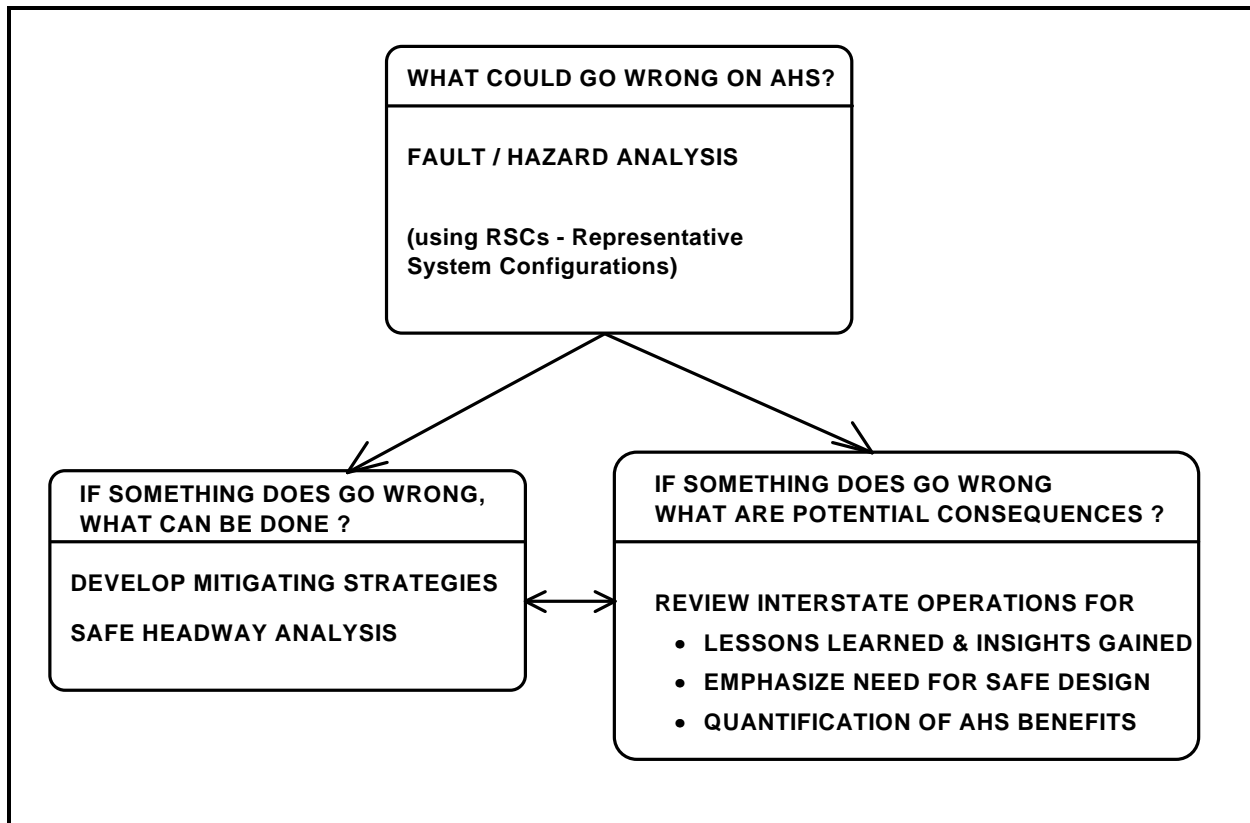 WHAT COULD GO WRONG ON AHS?
FAULT / HAZARD ANALYSIS
(using RSCs - Representative
System Configurations)
IF SOMETHING DOES GO WRONG,
WHAT CAN BE DONE ?
DEVELOP MITIGATING STRATEGIES
SAFE HEADWAY ANALYSIS
IF SOMETHING DOES GO WRONG
WHAT ARE POTENTIAL CONSEQUENCES ?
REVIEW INTERSTATE OPERATIONS FOR
• LESSONS LEARNED & INSIGHTS GAINED
• EMPHASIZE NEED FOR SAFE DESIGN
• QUANTIFICATION OF AHS BENEFITS